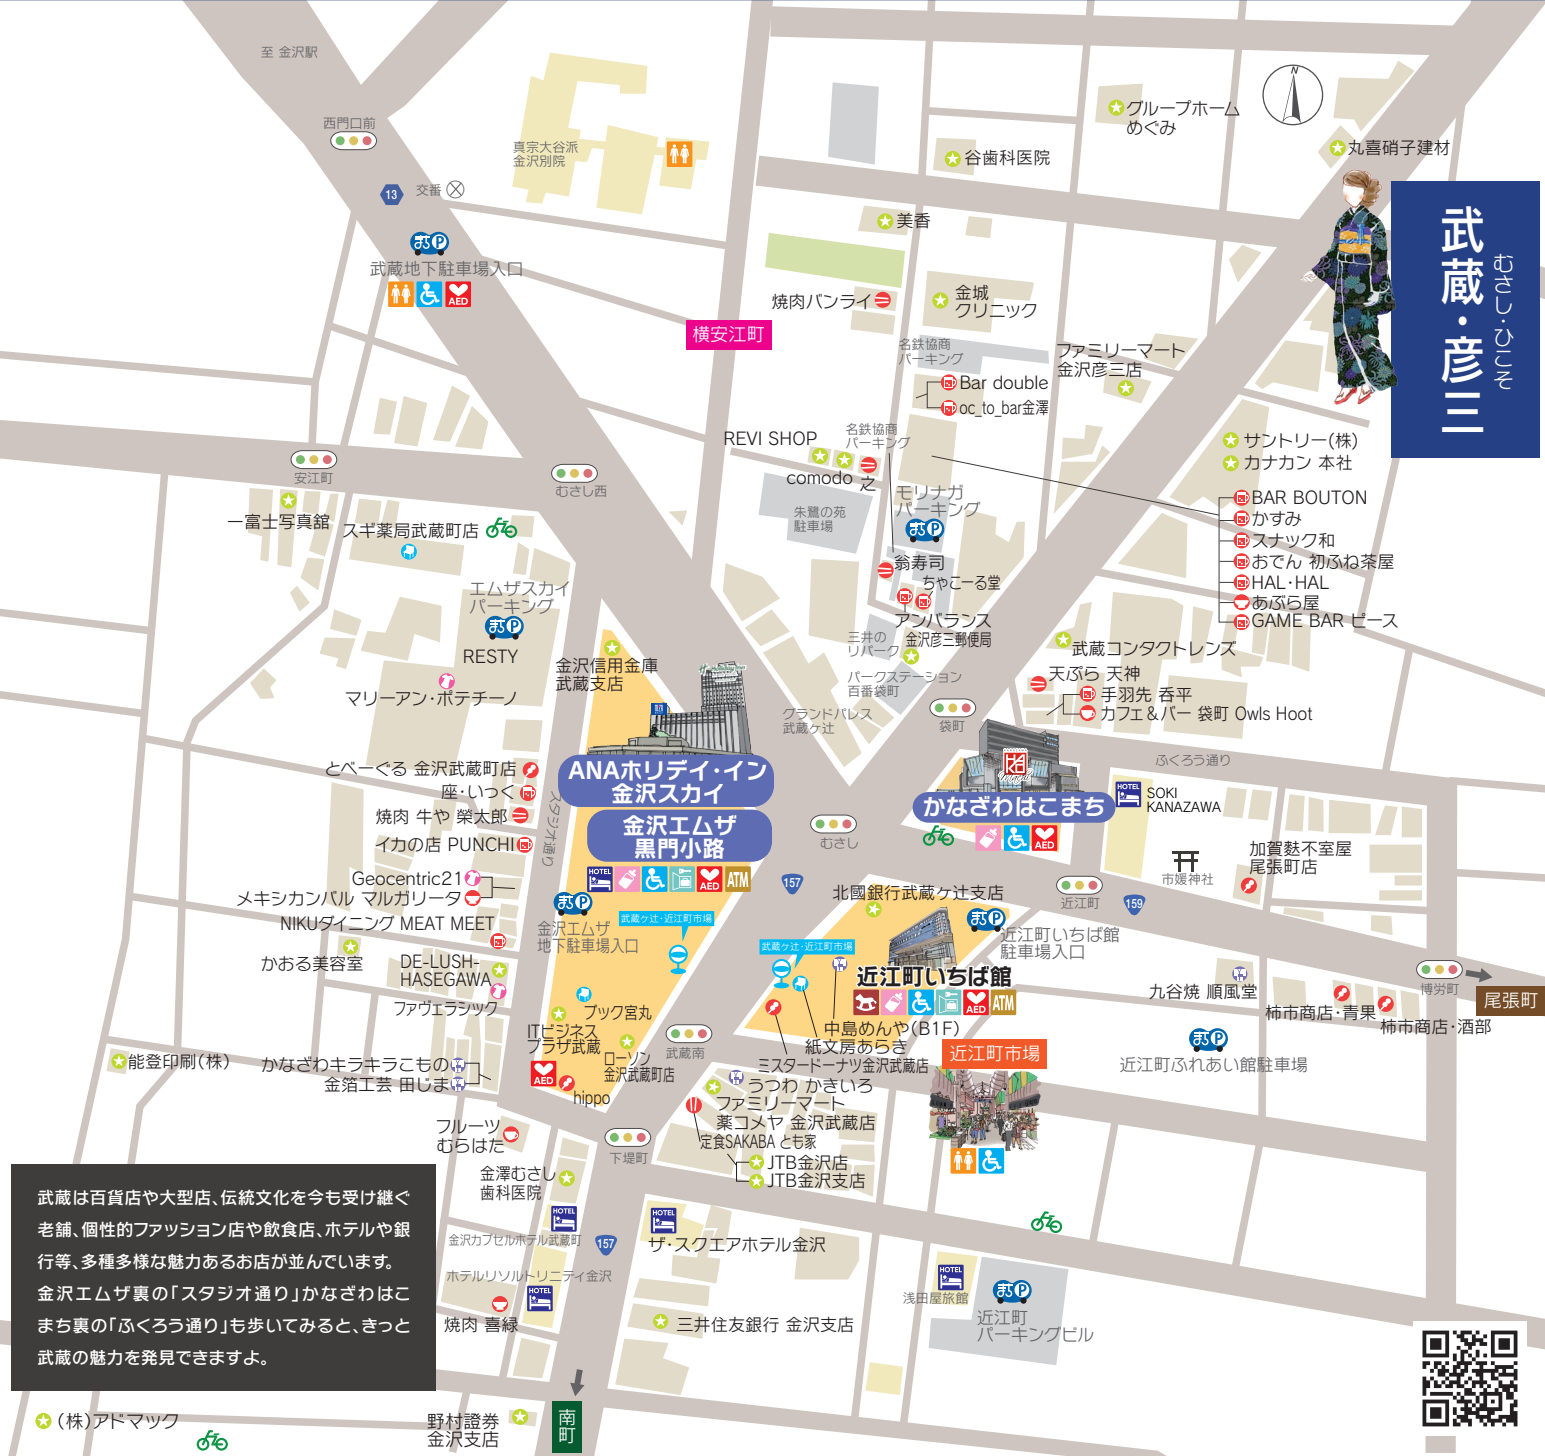 至 金沢駅
西門口前
13
交番
真宗大谷派
金沢別院
まちP
武蔵地下駐車場入口
AED
横安江町
グループホーム
めぐみ
N
谷歯科医院
丸喜硝子建材
美香
焼肉バンライ
金城
クリニック
名鉄協商
パーキング
ファミリーマート
金沢彦三店
武蔵・彦三
むさし・ひこそ
Bar double
oc_to_bar金澤
REVI SHOP
名鉄協商
パーキング
comodo
之
サントリー(株)
カナカン 本社
BAR BOUTON
かすみ
スナック和
おでん 初ふね茶屋
HAL・HAL
あぶら屋
GAME BAR ピース
安江町
むさし西
一富士写真舘
スギ薬局武蔵町店
朱鷺の苑
駐車場
モリナガ
パーキング
まちP
翁寿司
ちゃこーる堂
アンバランス
金沢彦三郵便局
三井の
リパーク
パークステーション
百番袋町
グランドパレス
武蔵ヶ辻
エムザスカイ
パーキング
まちP
RESTY
マリーアン・ポテチーノ
金沢信用金庫
武蔵支店
武蔵コンタクトレンズ
天ぷら 天神
手羽先 呑平
カフェ&バー 袋町 Owls Hoot
袋町
ふくろう通り
とべーぐる 金沢武蔵町店
座・いっく
焼肉 牛や 榮太郎
イカの店 PUNCHI
スタジオ通り
Geocentric21
メキシカンバル マルガリータ
NIKUダイニング MEAT MEET
かおる美容室
DE-LUSH-
HASEGAWA
ファヴェラシック
ANAホリデイ・イン
金沢スカイ
金沢エムザ
黒門小路
HOTEL
AED
ATM
まちP
金沢エムザ
地下駐車場入口
武蔵ヶ辻・近江町市場
むさし
157
かなざわはこまち
AED
HOTEL
SOKI
KANAZAWA
市媛神社
加賀麩不室屋
尾張町店
近江町
159
北國銀行武蔵ヶ辻支店
まちP
近江町いちば館
駐車場入口
武蔵ヶ辻・近江町市場
近江町いちば館
AED
ATM
中島めんや(B1F)
紙文房あらき
ミスタードーナツ金沢武蔵店
九谷焼 順風堂
柿市商店・青果
柿市商店・酒部
博労町
尾張町
まちP
近江町ふれあい館駐車場
近江町市場
ブック宮丸
ITビジネス
プラザ武蔵
ローソン
金沢武蔵町店
AED
hippo
武蔵南
うつわ かきいろ
ファミリーマート
薬コメヤ 金沢武蔵店
定食SAKABA とも家
JTB金沢店
JTB金沢支店
能登印刷(株)
かなざわキラキラこもの
金箔工芸 田じま
フルーツ
むらはた
下堤町
金澤むさし
歯科医院
HOTEL
金沢カプセルホテル武蔵町
157
HOTEL
ザ・スクエアホテル金沢
ホテルリソルトリニティ金沢
HOTEL
焼肉 喜緑
三井住友銀行 金沢支店
HOTEL
浅田屋旅館
まちP
近江町
パーキングビル
武蔵は百貨店や大型店、伝統文化を今も受け継ぐ
老舗、個性的ファッション店や飲食店、ホテルや銀
行等、多種多様な魅力あるお店が並んでいます。
金沢エムザ裏の「スタジオ通り」かなざわはこ
まち裏の「ふくろう通り」も歩いてみると、きっと
武蔵の魅力を発見できますよ。
(株)アドマック
野村證券
金沢支店
南町